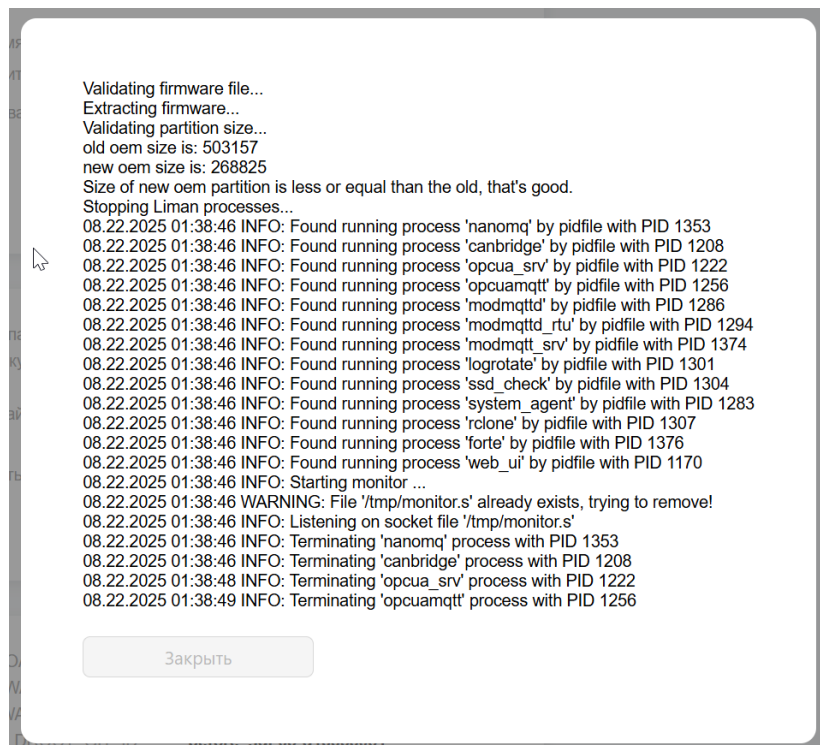 Validating firmware file...
Extracting firmware...
Validating partition size...
old oem size is: 503157
new oem size is: 268825
Size of new oem partition is less or equal than the old, that's good.
Stopping Liman processes...
08.22.2025 01:38:46 INFO: Found running process 'nanomq' by pidfile with PID 1353
08.22.2025 01:38:46 INFO: Found running process 'canbridge' by pidfile with PID 1208
08.22.2025 01:38:46 INFO: Found running process 'opcua_srv' by pidfile with PID 1222
08.22.2025 01:38:46 INFO: Found running process 'opcuamqtt' by pidfile with PID 1256
08.22.2025 01:38:46 INFO: Found running process 'modmqttd' by pidfile with PID 1286
08.22.2025 01:38:46 INFO: Found running process 'modmqttd_rtu' by pidfile with PID 1294
08.22.2025 01:38:46 INFO: Found running process 'modmqtt_srv' by pidfile with PID 1374
08.22.2025 01:38:46 INFO: Found running process 'logrotate' by pidfile with PID 1301
08.22.2025 01:38:46 INFO: Found running process 'ssd_check' by pidfile with PID 1304
08.22.2025 01:38:46 INFO: Found running process 'system_agent' by pidfile with PID 1283
08.22.2025 01:38:46 INFO: Found running process 'rclone' by pidfile with PID 1307
08.22.2025 01:38:46 INFO: Found running process 'forte' by pidfile with PID 1376
08.22.2025 01:38:46 INFO: Found running process 'web_ui' by pidfile with PID 1170
08.22.2025 01:38:46 INFO: Starting monitor ...
08.22.2025 01:38:46 WARNING: File '/tmp/monitor.s' already exists, trying to remove!
08.22.2025 01:38:46 INFO: Listening on socket file '/tmp/monitor.s'
08.22.2025 01:38:46 INFO: Terminating 'nanomq' process with PID 1353
08.22.2025 01:38:46 INFO: Terminating 'canbridge' process with PID 1208
08.22.2025 01:38:48 INFO: Terminating 'opcua_srv' process with PID 1222
08.22.2025 01:38:49 INFO: Terminating 'opcuamqtt' process with PID 1256
Закрыть